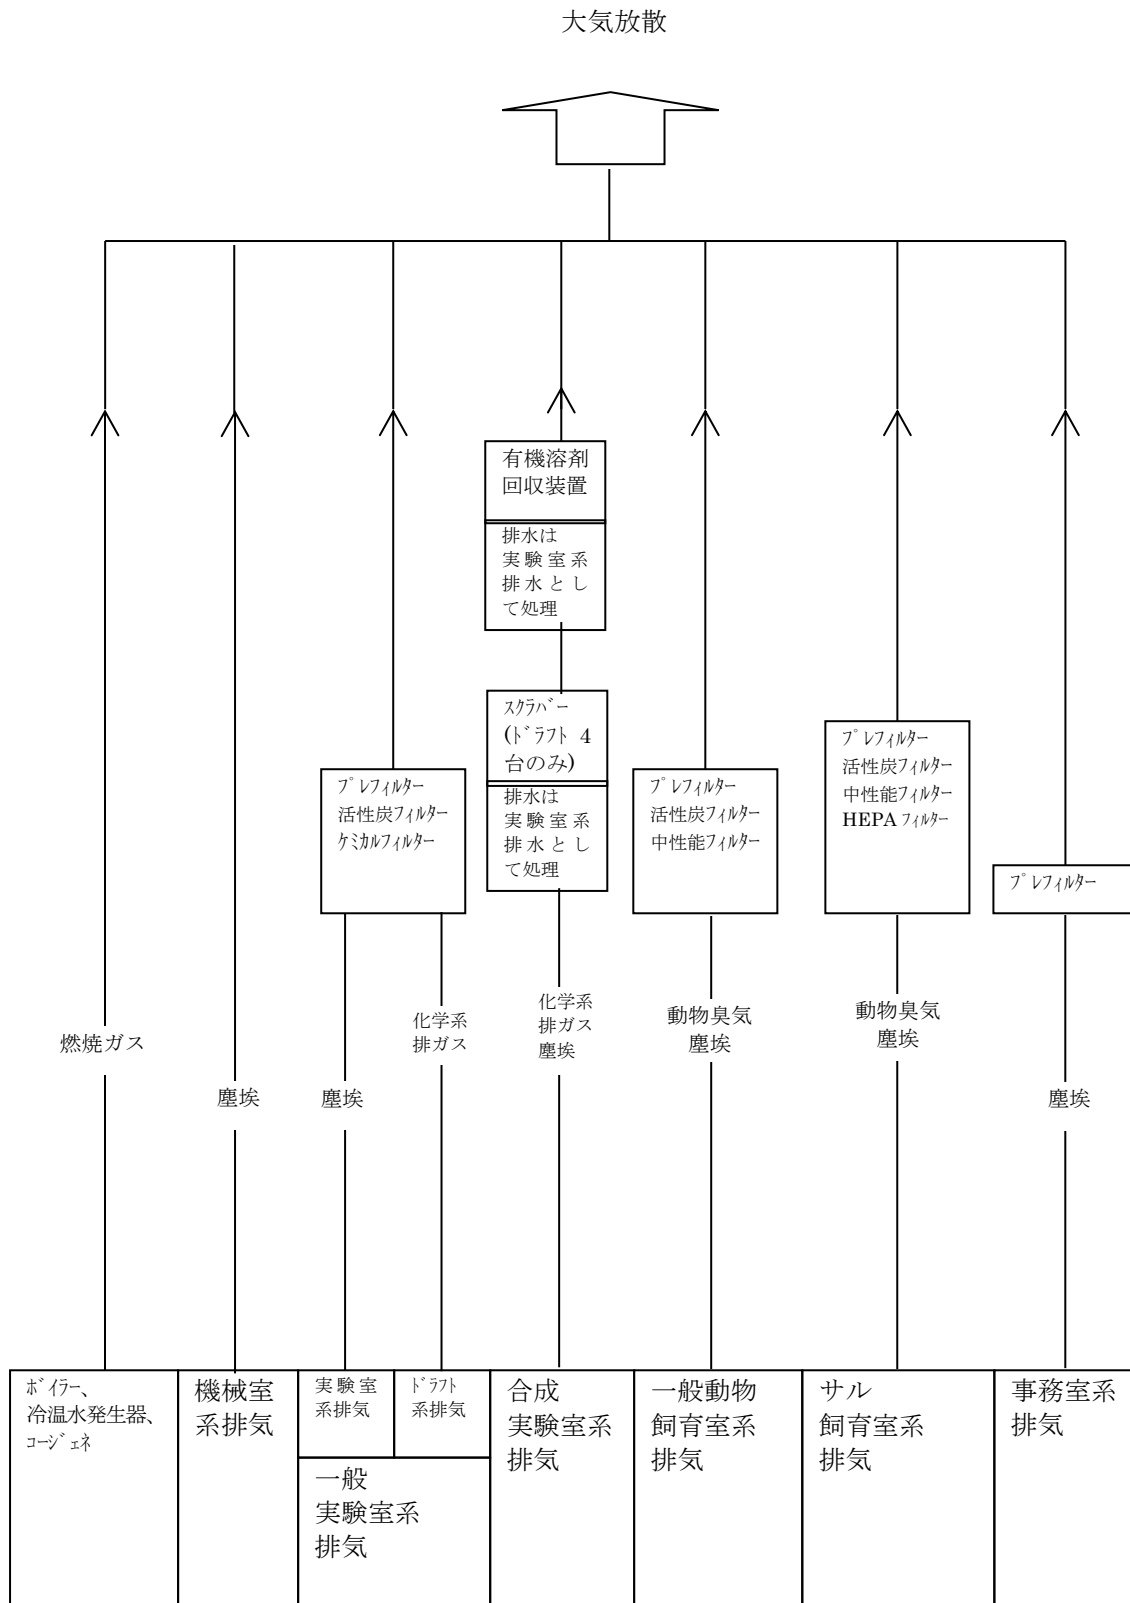 大気放散
有機溶剤
回収装置
排水は
実験室系
排水とし
て処理
スクラバー
(ドラフト 4
台のみ)
排水は
実験室系
排水とし
て処理
プレフィルター
活性炭フィルター
ケミカルフィルター
プレフィルター
活性炭フィルター
中性能フィルター
プレフィルター
活性炭フィルター
中性能フィルター
HEPA フィルター
プレフィルター
燃焼ガス
塵埃
塵埃
化学系
排ガス
化学系
排ガス
塵埃
動物臭気
塵埃
動物臭気
塵埃
塵埃
ボイラー、
冷温水発生器、
コージェネ
機械室
系排気
実験室
系排気
ドラフト
系排気
一般
実験室系
排気
合成
実験室系
排気
一般動物
飼育室系
排気
サル
飼育室系
排気
事務室系
排気